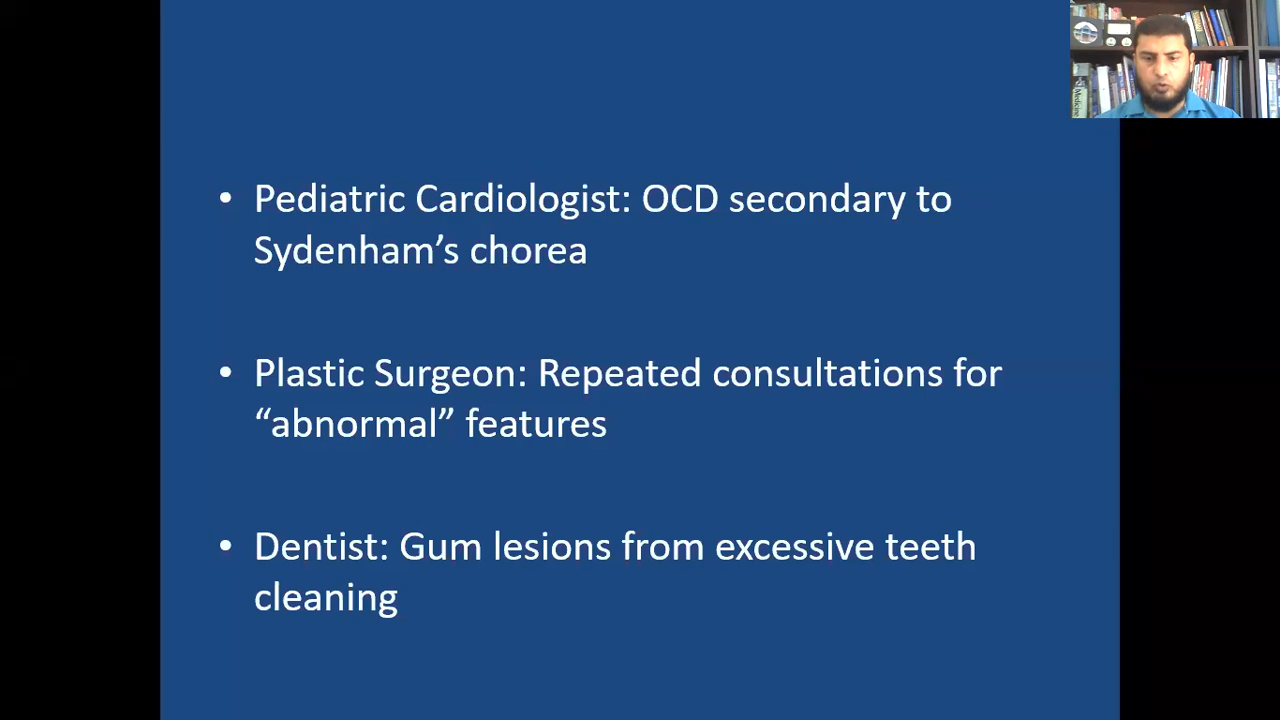 • Pediatric Cardiologist: OCD secondary to
Sydenham’s chorea
• Plastic Surgeon: Repeated consultations for
“abnormal” features
• Dentist: Gum lesions from excessive teeth
cleaning
Medicine